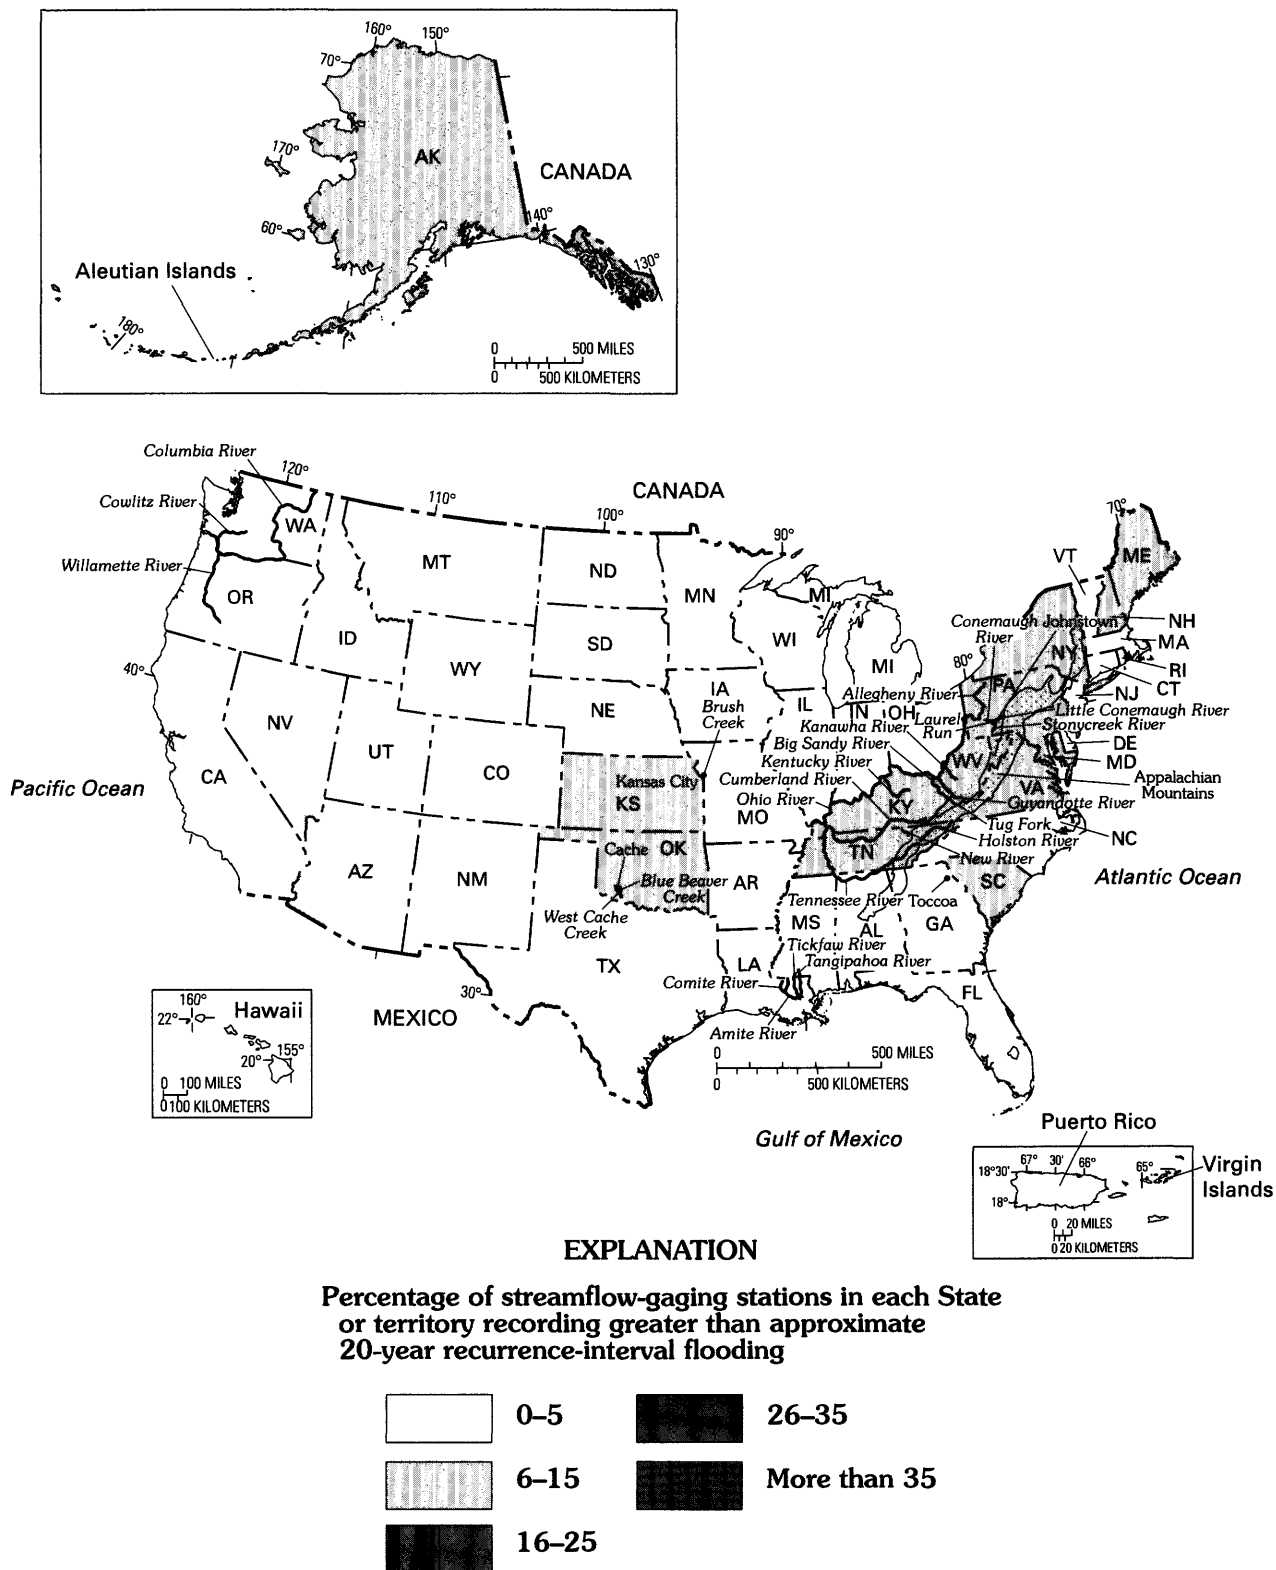 160°
150°
70°
170°
AK
CANADA
60°
140°
130°
Aleutian Islands
180°
0 500 MILES
0 500 KILOMETERS
Columbia River
120°
Cowlitz River
110°
CANADA
100°
90°
70°
WA
Willamette River
MT
ND
MN
MI
VT
ME
OR
ID
SD
WI
Conemaugh Johnstown
River
NH
MA
NY
WY
MI
80°
RI
40°
IA
Brush
Creek
PA
CT
NJ
Allegheny River
NV
NE
IL
IN
OH
Laurel
Run
Little Conemaugh River
Stonycreek River
Kanawha River
UT
Big Sandy River
DE
WV
MD
CA
CO
Kansas City
KS
Kentucky River
Cumberland River
Appalachian
Mountains
VA
Pacific Ocean
Ohio River
MO
KY
Guyandotte River
Tug Fork
NC
Holston River
Cache
OK
TN
New River
AZ
NM
AR
Blue Beaver
Creek
SC
Atlantic Ocean
West Cache
Creek
Tennessee River
Toccoa
MS
AL
GA
Tickfaw River
TX
LA
Tangipahoa River
Comite River
30°
FL
MEXICO
Amite River
0 500 MILES
0 500 KILOMETERS
160°
Hawaii
22°
155°
20°
0 100 MILES
0 100 KILOMETERS
Gulf of Mexico
Puerto Rico
67° 30' 66°
65°
18°30'
18°
Virgin
Islands
0 20 MILES
0 20 KILOMETERS
EXPLANATION
Percentage of streamflow-gaging stations in each State
or territory recording greater than approximate
20-year recurrence-interval flooding
0–5
26–35
6–15
More than 35
16–25